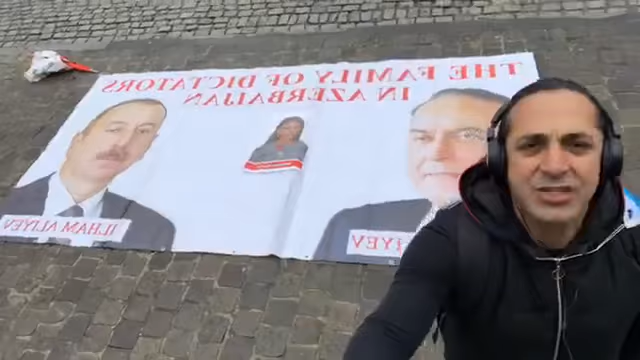 THE FAMILY OF DICTATORS
IN AZERBAIJAN
ILHAM ALIYEV